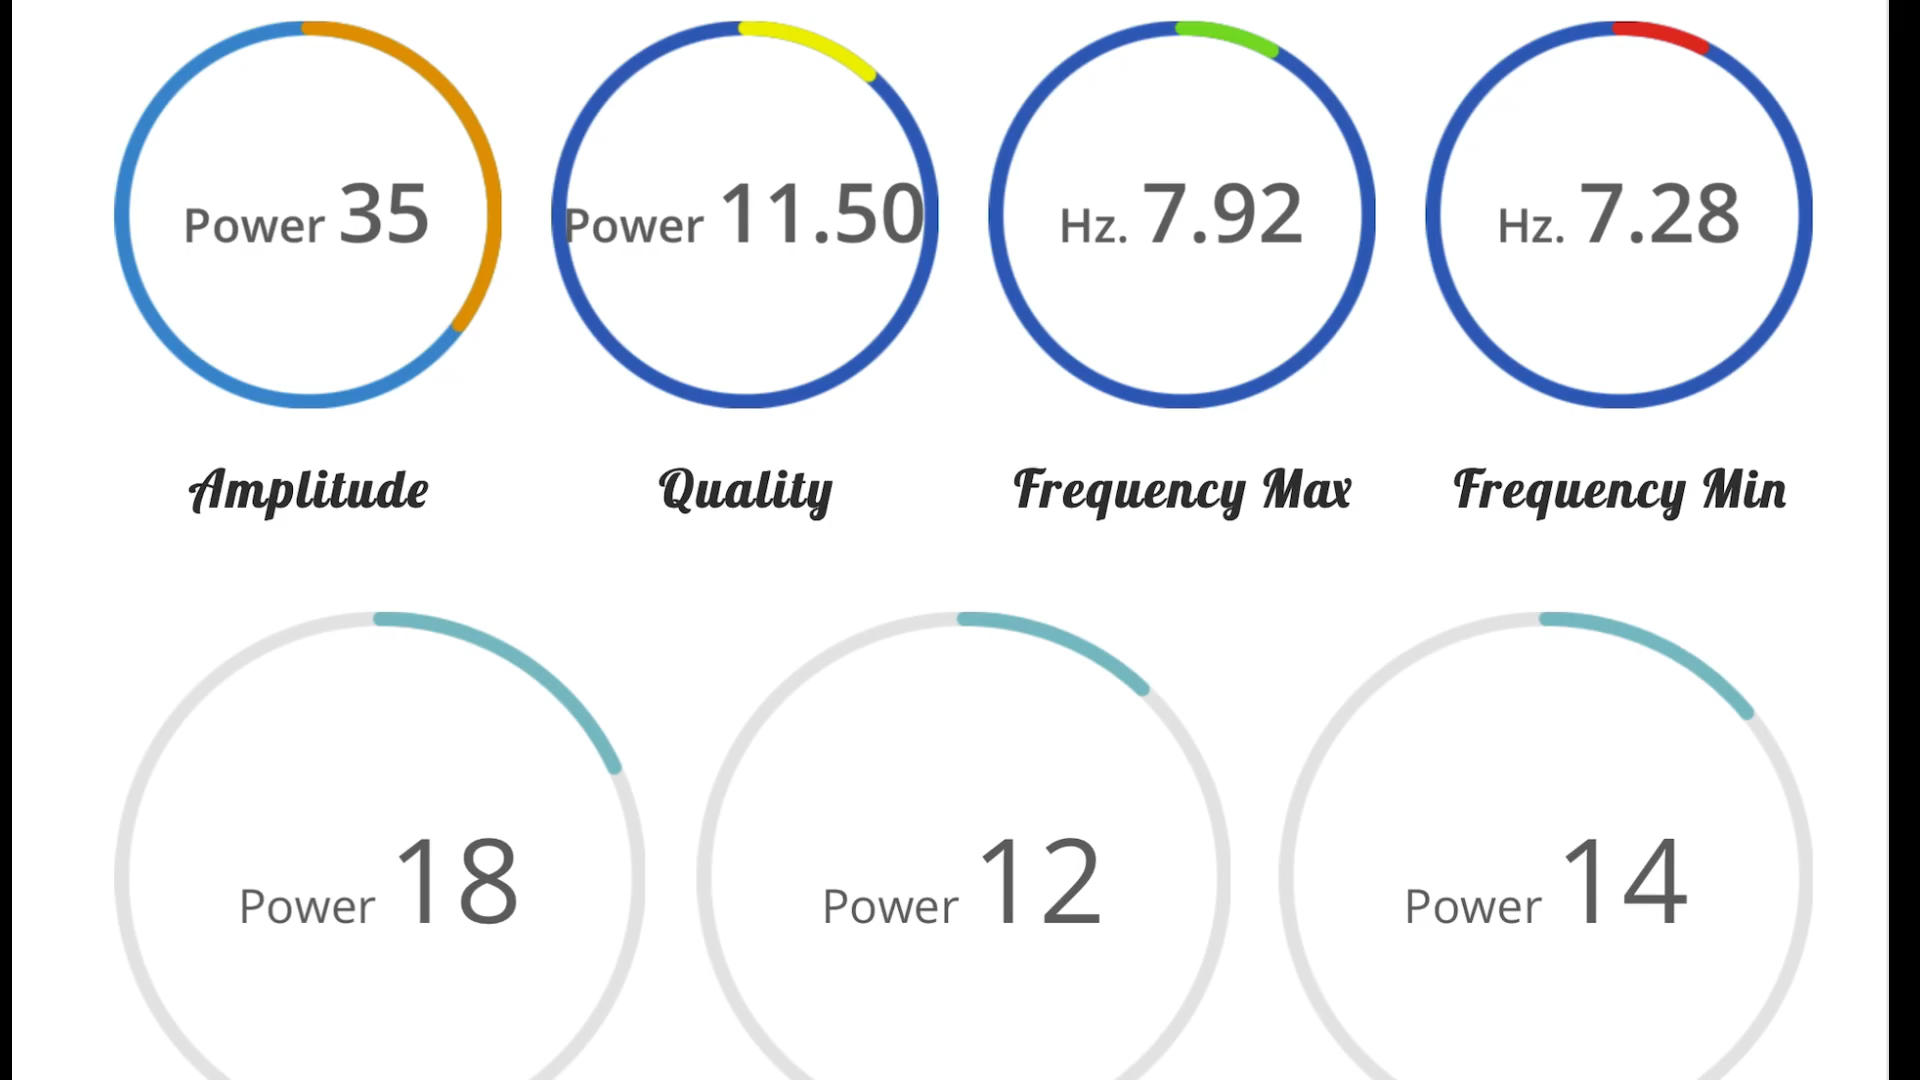 Power 35
Power 11.50
Hz. 7.92
Hz. 7.28
Amplitude
Quality
Frequency Max
Frequency Min
Power 18
Power 12
Power 14